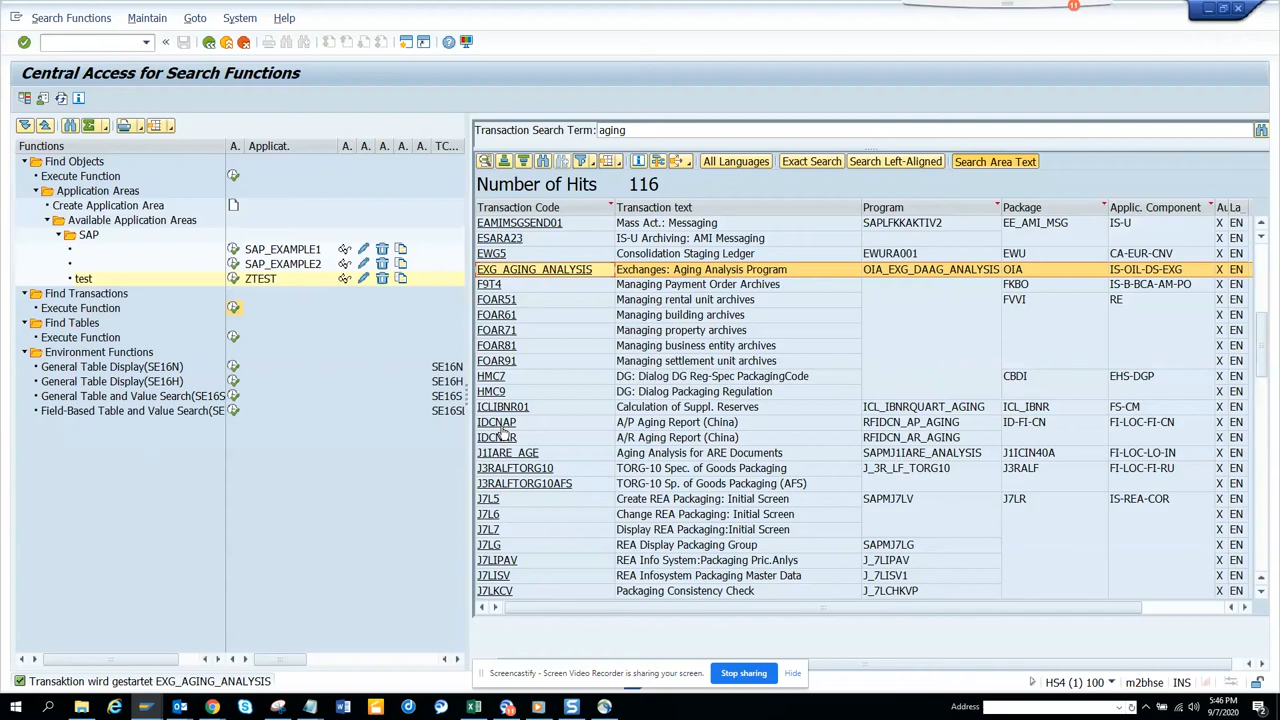 Search Functions Maintain Goto System Help
11
Central Access for Search Functions
Transaction Search Term: aging
Functions A. Applicat. A. A. A. A. A. TC...
Find Objects
Execute Function
Application Areas
Create Application Area
Available Application Areas
SAP
SAP_EXAMPLE1
SAP_EXAMPLE2
test ZTEST
Find Transactions
Execute Function
Find Tables
Execute Function
Environment Functions
General Table Display(SE16N) SE16N
General Table Display(SE16H) SE16H
General Table and Value Search(SE16S SE16S
Field-Based Table and Value Search(SE SE16SL
All Languages Exact Search Search Left-Aligned Search Area Text
Number of Hits 116
Transaction Code Transaction text Program Package Applic. Component Au La
EAMIMSGSEND01 Mass Act.: Messaging SAPLFKKAKTIV2 EE_AMI_MSG IS-U X EN
ESARA23 IS-U Archiving: AMI Messaging X EN
EWG5 Consolidation Staging Ledger EWURA001 EWU CA-EUR-CNV X EN
EXG_AGING_ANALYSIS Exchanges: Aging Analysis Program OIA_EXG_DAAG_ANALYSIS OIA IS-OIL-DS-EXG X EN
F9T4 Managing Payment Order Archives FKBO IS-B-BCA-AM-PO X EN
FOAR51 Managing rental unit archives FVVI RE X EN
FOAR61 Managing building archives X EN
FOAR71 Managing property archives X EN
FOAR81 Managing business entity archives X EN
FOAR91 Managing settlement unit archives X EN
HMC7 DG: Dialog DG Reg-Spec PackagingCode CBDI EHS-DGP X EN
HMC9 DG: Dialog Packaging Regulation X EN
ICLIBNR01 Calculation of Suppl. Reserves ICL_IBNRQUART_AGING ICL_IBNR FS-CM X EN
IDCNAP A/P Aging Report (China) RFIDCN_AP_AGING ID-FI-CN FI-LOC-FI-CN X EN
IDCNAR A/R Aging Report (China) RFIDCN_AR_AGING X EN
J1IARE_AGE Aging Analysis for ARE Documents SAPMJ1IARE_ANALYSIS J1ICIN40A FI-LOC-LO-IN X EN
J3RALFTORG10 TORG-10 Spec. of Goods Packaging J_3R_LF_TORG10 J3RALF FI-LOC-FI-RU X EN
J3RALFTORG10AFS TORG-10 Sp. of Goods Packaging (AFS) X EN
J7L5 Create REA Packaging: Initial Screen SAPMJ7LV J7LR IS-REA-COR X EN
J7L6 Change REA Packaging: Initial Screen X EN
J7L7 Display REA Packaging:Initial Screen X EN
J7LG REA Display Packaging Group SAPMJ7LG X EN
J7LIPAV REA Info System:Packaging Pric.Anlys J_7LIPAV X EN
J7LISV REA Infosystem Packaging Master Data J_7LISV1 X EN
J7LKCV Packaging Consistency Check J_7LCHKVP X EN
Screencastify - Screen Video Recorder is sharing your screen. Stop sharing Hide
Transaktion wird gestartet EXG_AGING_ANALYSIS
HS4 (1) 100 m2bhse INS
Address
5:46 PM
9/7/2020